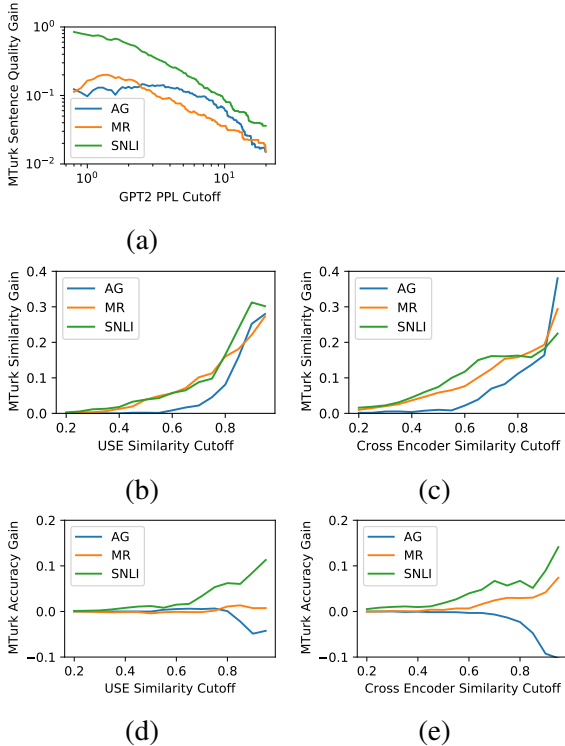 10⁰
10⁻¹
10⁻²
MTurk Sentence Quality Gain
AG
MR
SNLI
10⁰ 10¹
GPT2 PPL Cutoff
(a)
0.4
0.3
0.2
0.1
0.0
MTurk Similarity Gain
AG
MR
SNLI
0.2 0.4 0.6 0.8
USE Similarity Cutoff
(b)
0.4
0.3
0.2
0.1
0.0
MTurk Similarity Gain
AG
MR
SNLI
0.2 0.4 0.6 0.8
Cross Encoder Similarity Cutoff
(c)
0.2
0.1
0.0
−0.1
MTurk Accuracy Gain
AG
MR
SNLI
0.2 0.4 0.6 0.8
USE Similarity Cutoff
(d)
0.2
0.1
0.0
−0.1
MTurk Accuracy Gain
AG
MR
SNLI
0.2 0.4 0.6 0.8
Cross Encoder Similarity Cutoff
(e)